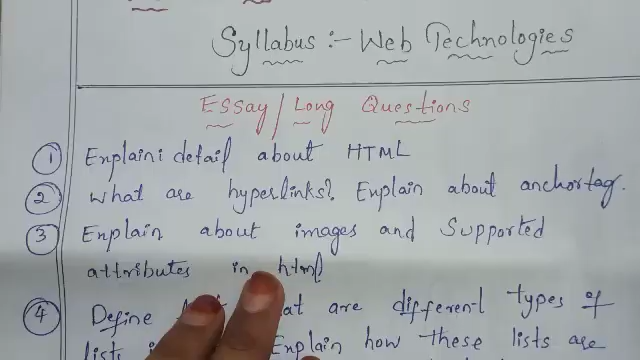 Syllabus :- Web Technologies
Essay / Long Questions
① Explain i detail about HTML
② What are hyperlinks? Explain about anchortag.
③ Explain about images and Supported
attributes in html
④ Define are different types of
lists Explain how these lists are